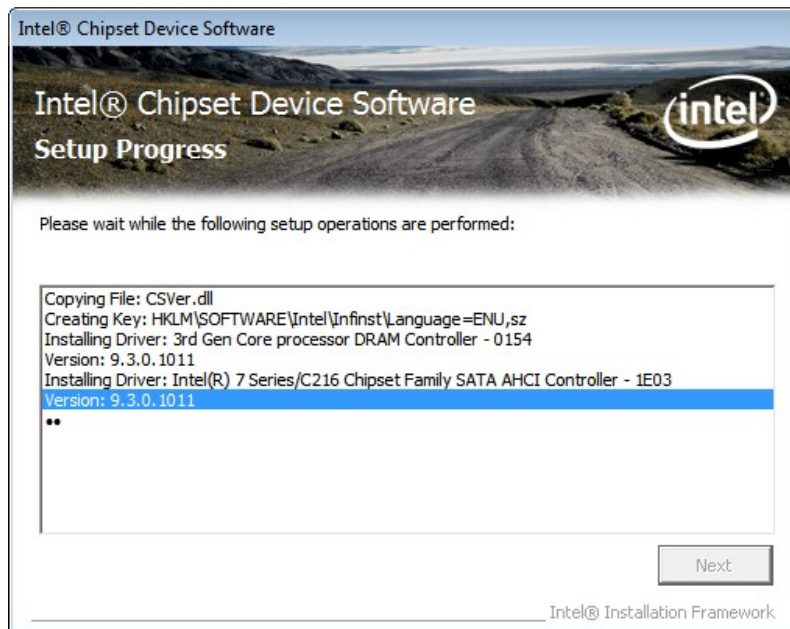 Intel® Chipset Device Software
Intel® Chipset Device Software
intel
Setup Progress
Please wait while the following setup operations are performed:
Copying File: CSVer.dll
Creating Key: HKLM\SOFTWARE\Intel\Infinst\Language=ENU,sz
Installing Driver: 3rd Gen Core processor DRAM Controller - 0154
Version: 9.3.0.1011
Installing Driver: Intel(R) 7 Series/C216 Chipset Family SATA AHCI Controller - 1E03
Version: 9.3.0.1011
••
Next
Intel® Installation Framework